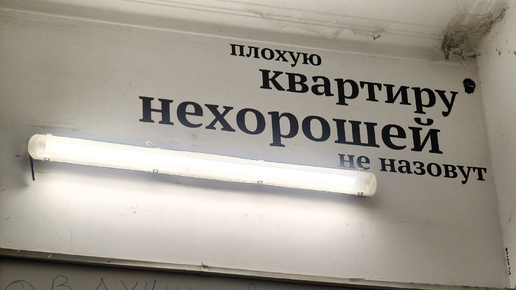 плохую
квартиру
нехорошей
не назовут